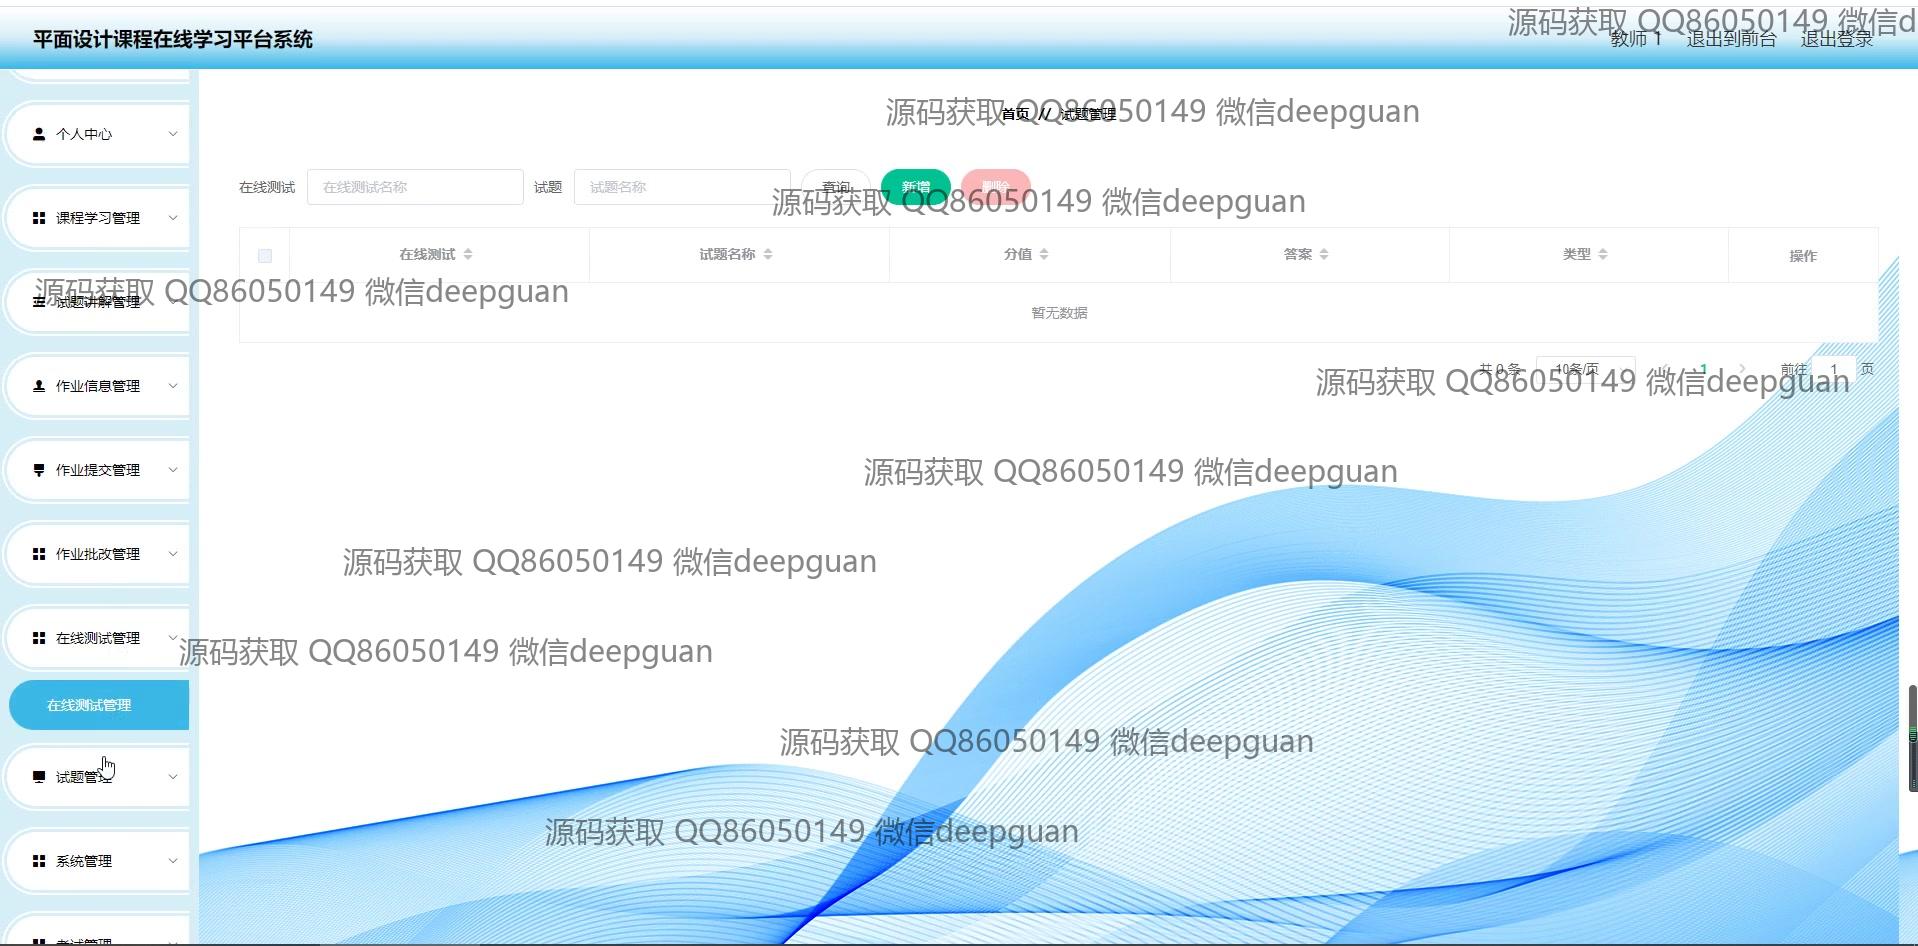 源码获取 QQ86050149 微信d
平面设计课程在线学习平台系统
教师 1 退出到前台 退出登录
源码获取 QQ86050149 微信deepguan
首页 // 试题管理
个人中心
在线测试 在线测试名称 试题 试题名称 查询 新增 删除
源码获取 QQ86050149 微信deepguan
课程学习管理
在线测试 试题名称 分值 答案 类型 操作
源码获取 QQ86050149 微信deepguan
试题讲解管理
暂无数据
共 0 条 10条/页 1 前往 1 页
源码获取 QQ86050149 微信deepguan
作业信息管理
作业提交管理
源码获取 QQ86050149 微信deepguan
作业批改管理
源码获取 QQ86050149 微信deepguan
在线测试管理
源码获取 QQ86050149 微信deepguan
在线测试管理
源码获取 QQ86050149 微信deepguan
试题管理
源码获取 QQ86050149 微信deepguan
系统管理
考试管理